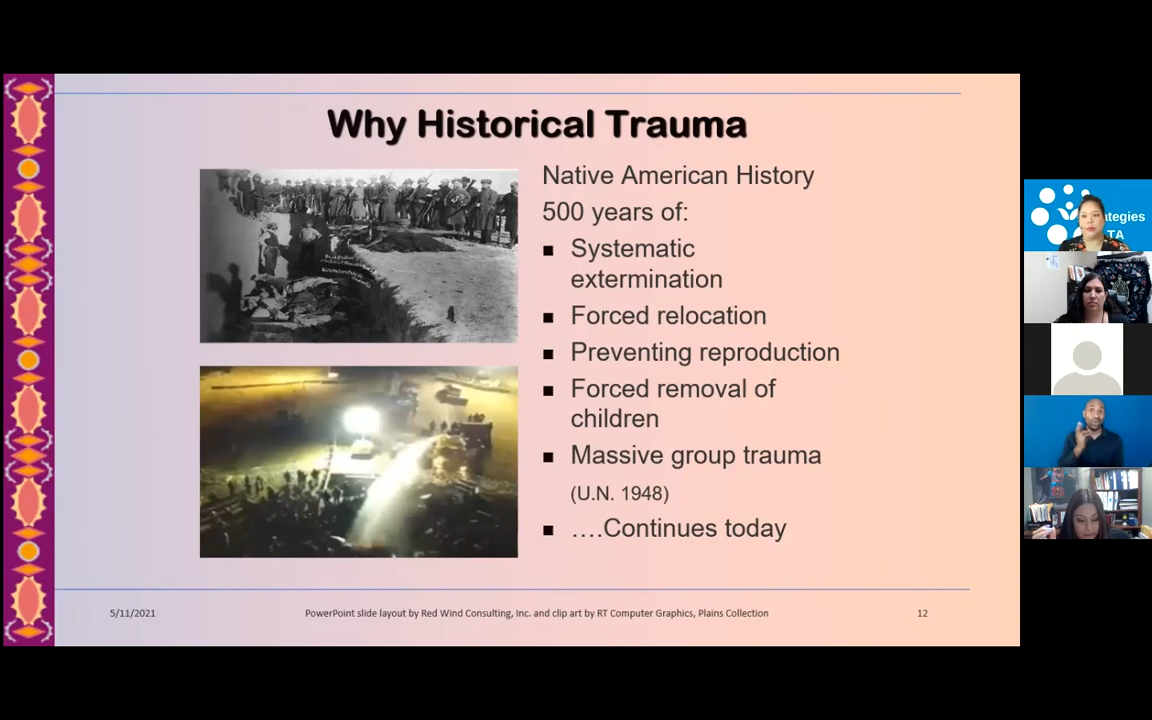 Why Historical Trauma
Native American History
500 years of:
▪ Systematic
extermination
▪ Forced relocation
▪ Preventing reproduction
▪ Forced removal of
children
▪ Massive group trauma
(U.N. 1948)
▪ ….Continues today
5/11/2021
PowerPoint slide layout by Red Wind Consulting, Inc. and clip art by RT Computer Graphics, Plains Collection
12
ategies
TA